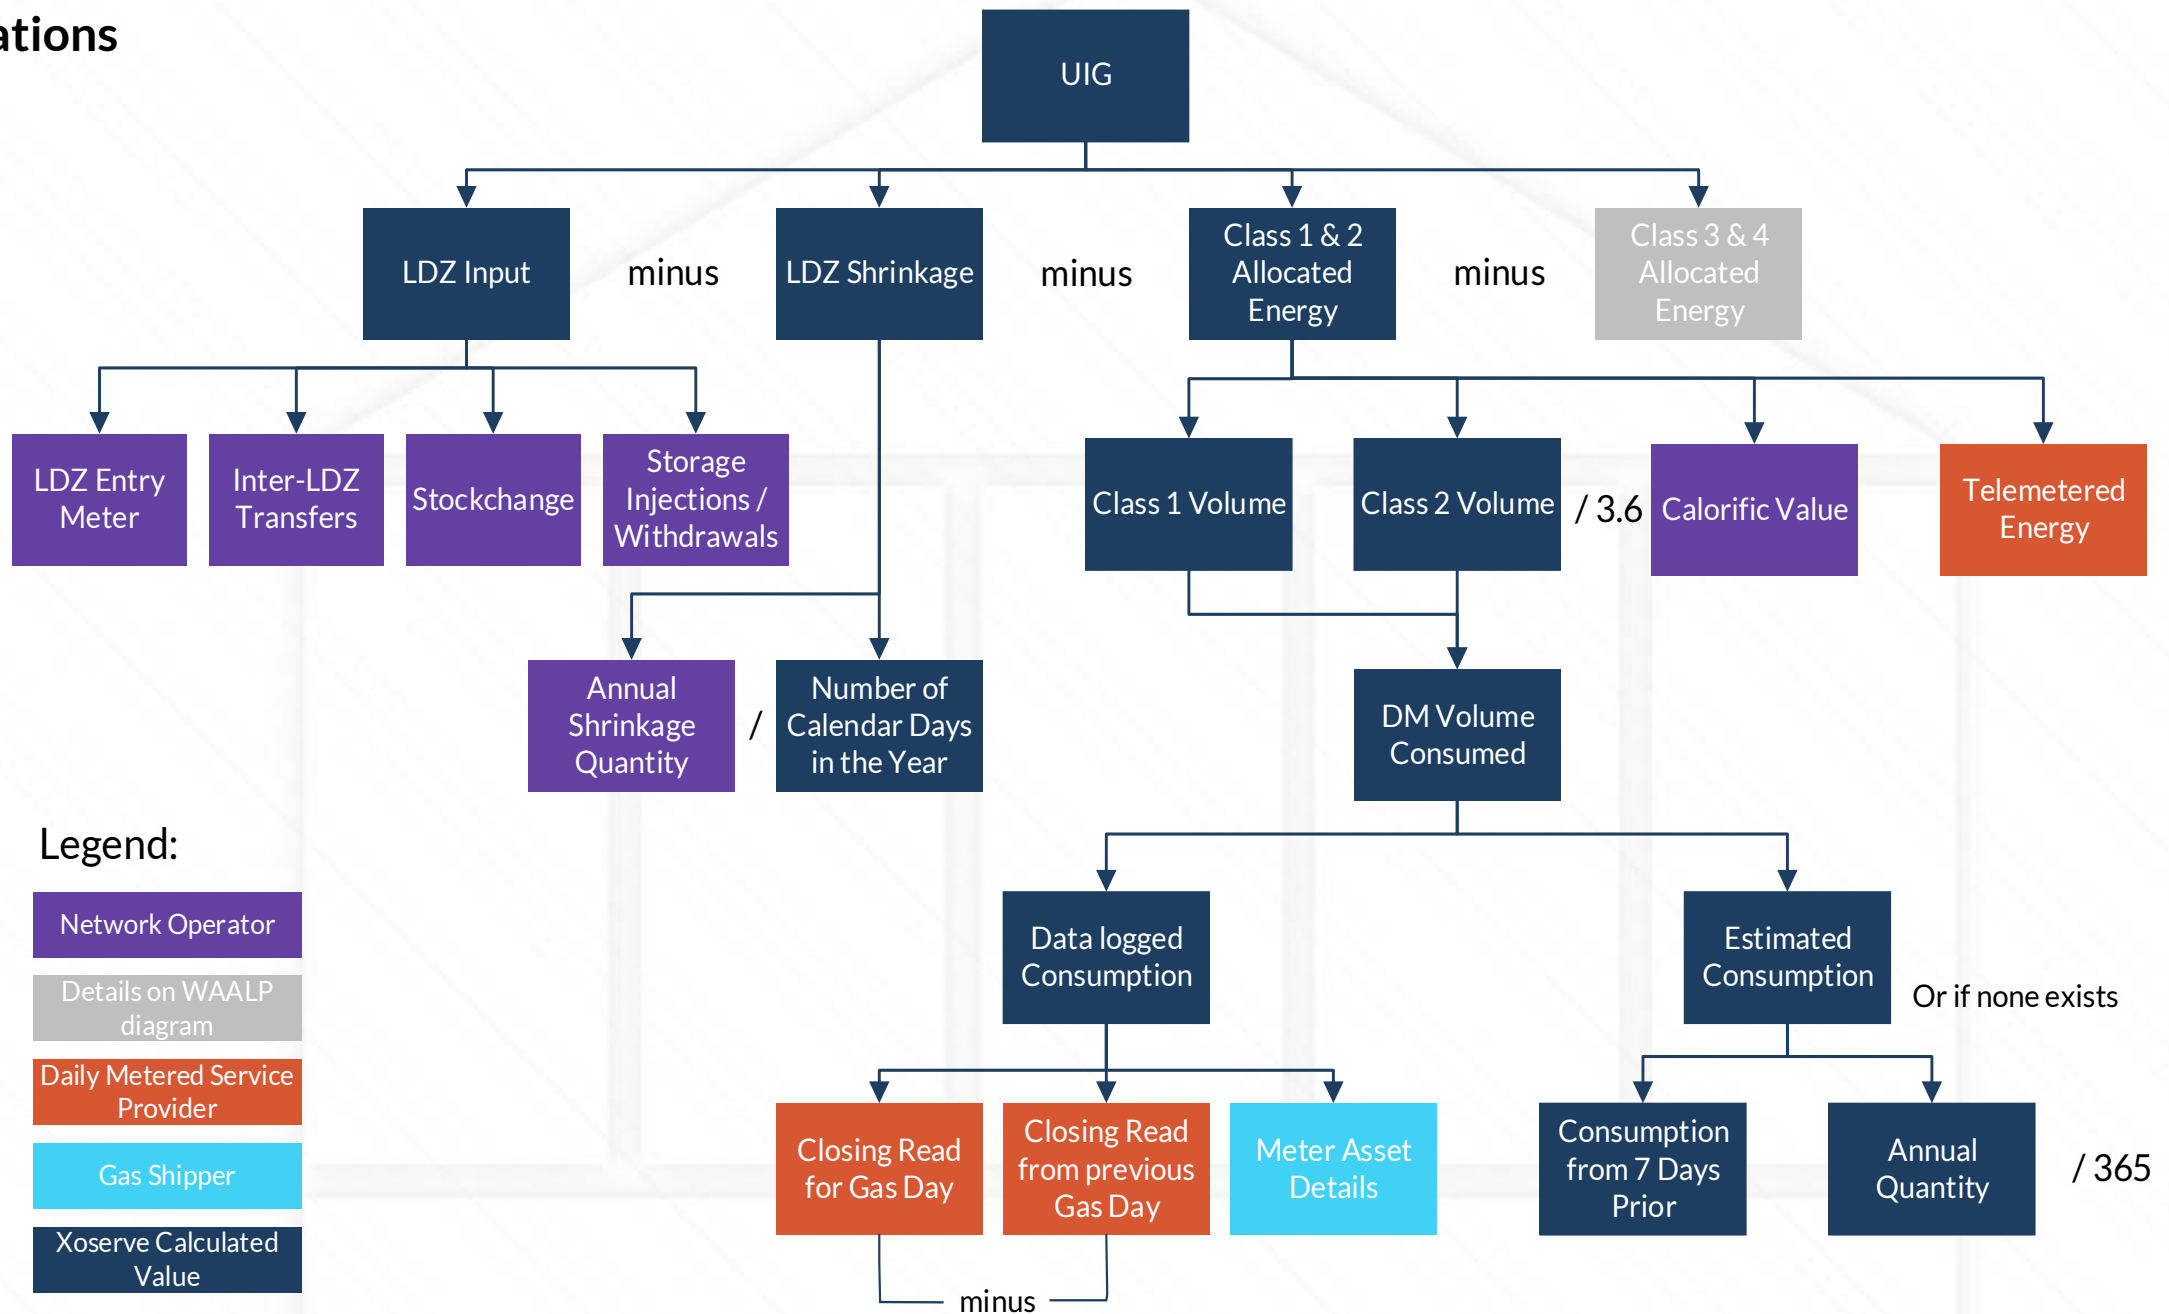 ations
UIG
LDZ Input
minus
LDZ Shrinkage
minus
Class 1 & 2
Allocated
Energy
minus
Class 3 & 4
Allocated
Energy
LDZ Entry
Meter
Inter-LDZ
Transfers
Stockchange
Storage
Injections /
Withdrawals
Class 1 Volume
Class 2 Volume
/ 3.6
Calorific Value
Telemetered
Energy
Annual
Shrinkage
Quantity
/
Number of
Calendar Days
in the Year
DM Volume
Consumed
Legend:
Network Operator
Details on WAALP
diagram
Daily Metered Service
Provider
Gas Shipper
Xoserve Calculated
Value
Data logged
Consumption
Estimated
Consumption
Or if none exists
Closing Read
for Gas Day
Closing Read
from previous
Gas Day
Meter Asset
Details
Consumption
from 7 Days
Prior
Annual
Quantity
/ 365
minus